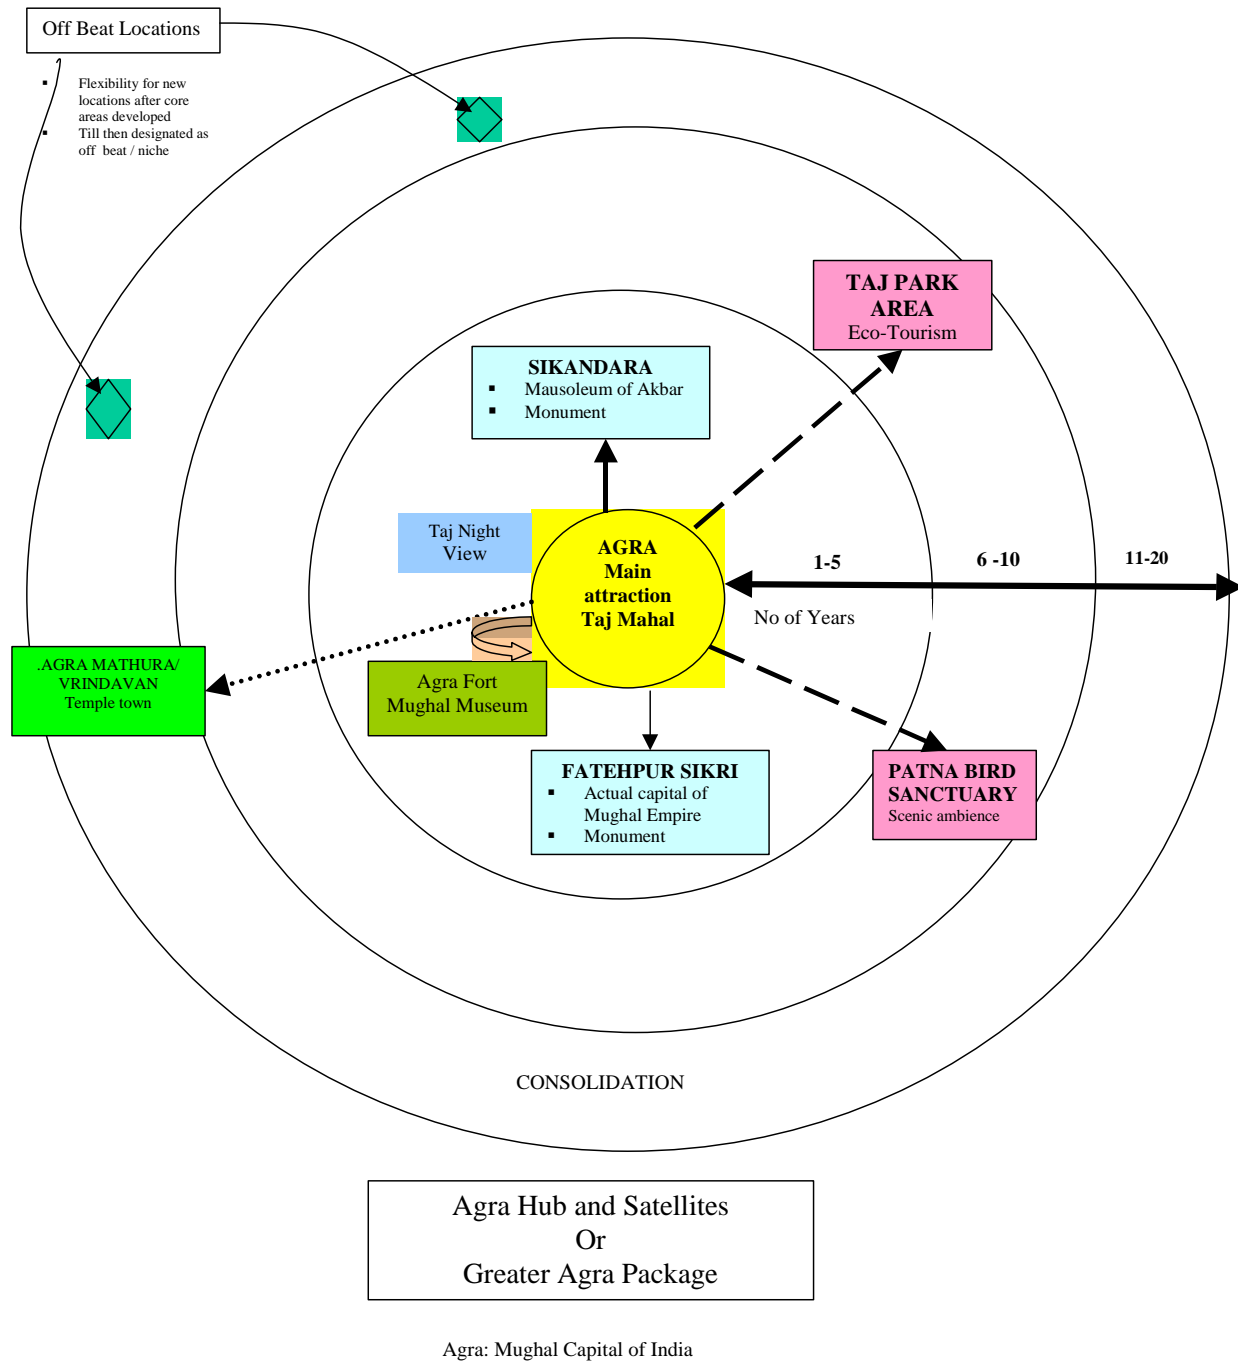 Off Beat Locations
▪ Flexibility for new
locations after core
areas developed
▪ Till then designated as
off beat / niche
TAJ PARK
AREA
Eco-Tourism
SIKANDARA
▪ Mausoleum of Akbar
▪ Monument
Taj Night
View
AGRA
Main
attraction
Taj Mahal
1-5
6 -10
11-20
No of Years
.AGRA MATHURA/
VRINDAVAN
Temple town
Agra Fort
Mughal Museum
FATEHPUR SIKRI
▪ Actual capital of
Mughal Empire
▪ Monument
PATNA BIRD
SANCTUARY
Scenic ambience
CONSOLIDATION
Agra Hub and Satellites
Or
Greater Agra Package
Agra: Mughal Capital of India